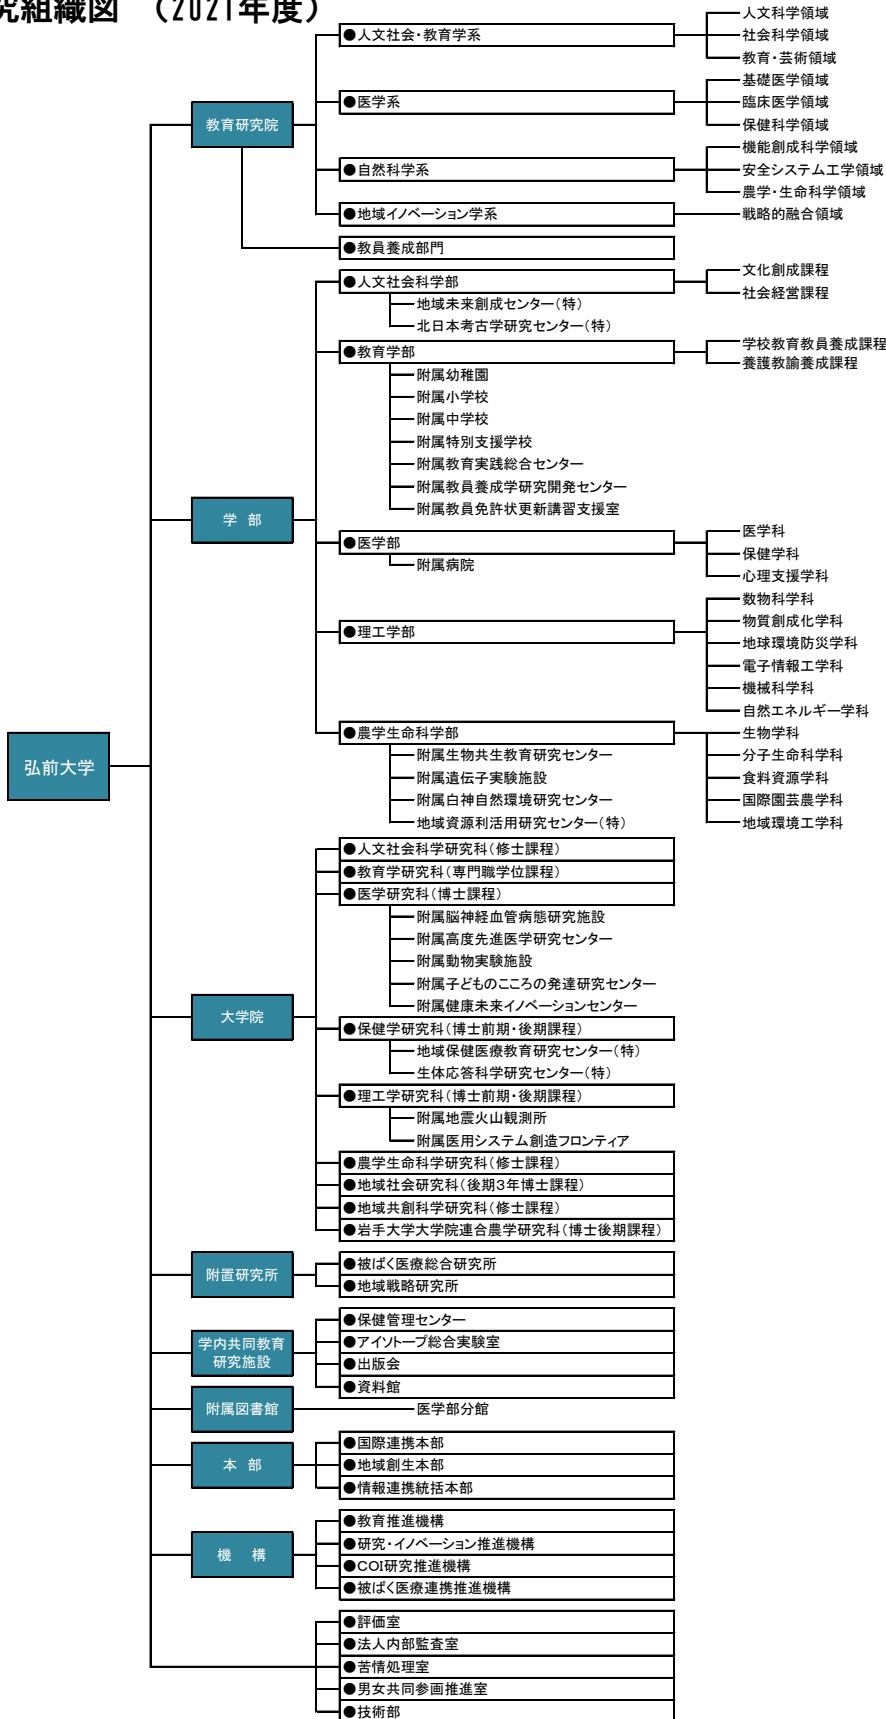 究組織図 （2021年度）
弘前大学
教育研究院
●人文社会・教育学系
人文科学領域
社会科学領域
教育・芸術領域
●医学系
基礎医学領域
臨床医学領域
保健科学領域
●自然科学系
機能創成科学領域
安全システム工学領域
農学・生命科学領域
●地域イノベーション学系
戦略的融合領域
●教員養成部門
学 部
●人文社会科学部
文化創成課程
社会経営課程
地域未来創成センター（特）
北日本考古学研究センター（特）
●教育学部
学校教育教員養成課程
養護教諭養成課程
附属幼稚園
附属小学校
附属中学校
附属特別支援学校
附属教育実践総合センター
附属教員養成学研究開発センター
附属教員免許状更新講習支援室
●医学部
医学科
保健学科
心理支援学科
附属病院
●理工学部
数物科学科
物質創成化学科
地球環境防災学科
電子情報工学科
機械科学科
自然エネルギー学科
●農学生命科学部
生物学科
分子生命科学科
食料資源学科
国際園芸農学科
地域環境工学科
附属生物共生教育研究センター
附属遺伝子実験施設
附属白神自然環境研究センター
地域資源利活用研究センター（特）
大学院
●人文社会科学研究科（修士課程）
●教育学研究科（専門職学位課程）
●医学研究科（博士課程）
附属脳神経血管病態研究施設
附属高度先進医学研究センター
附属動物実験施設
附属子どものこころの発達研究センター
附属健康未来イノベーションセンター
●保健学研究科（博士前期・後期課程）
地域保健医療教育研究センター（特）
生体応答科学研究センター（特）
●理工学研究科（博士前期・後期課程）
附属地震火山観測所
附属医用システム創造フロンティア
●農学生命科学研究科（修士課程）
●地域社会研究科（後期3年博士課程）
●地域共創科学研究科（修士課程）
●岩手大学大学院連合農学研究科（博士後期課程）
附置研究所
●被ばく医療総合研究所
●地域戦略研究所
学内共同教育
研究施設
●保健管理センター
●アイソトープ総合実験室
●出版会
●資料館
附属図書館
医学部分館
本 部
●国際連携本部
●地域創生本部
●情報連携統括本部
機 構
●教育推進機構
●研究・イノベーション推進機構
●COI研究推進機構
●被ばく医療連携推進機構
●評価室
●法人内部監査室
●苦情処理室
●男女共同参画推進室
●技術部